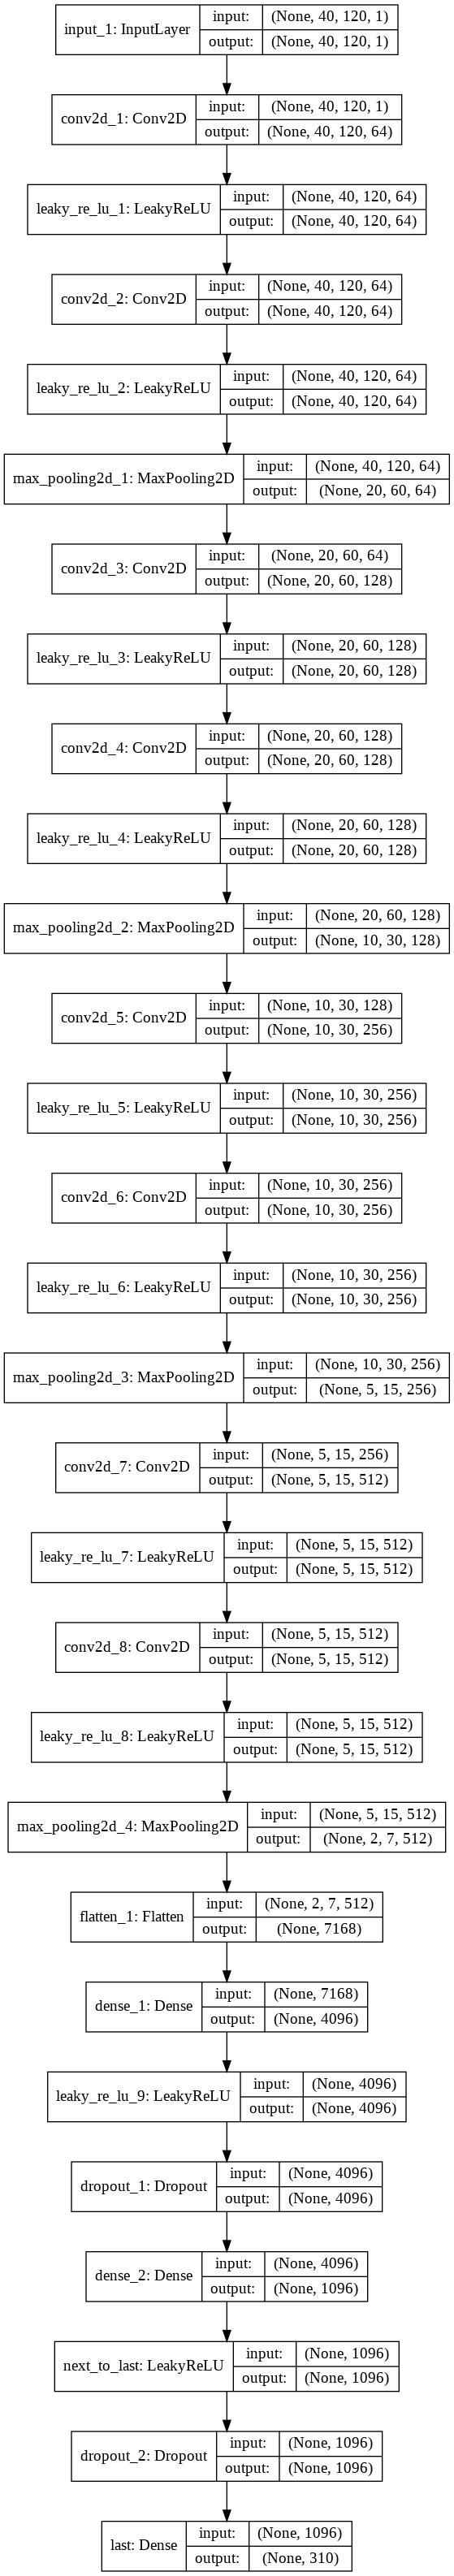 input_1: InputLayer input: (None, 40, 120, 1)
output: (None, 40, 120, 1)
conv2d_1: Conv2D input: (None, 40, 120, 1)
output: (None, 40, 120, 64)
leaky_re_lu_1: LeakyReLU input: (None, 40, 120, 64)
output: (None, 40, 120, 64)
conv2d_2: Conv2D input: (None, 40, 120, 64)
output: (None, 40, 120, 64)
leaky_re_lu_2: LeakyReLU input: (None, 40, 120, 64)
output: (None, 40, 120, 64)
max_pooling2d_1: MaxPooling2D input: (None, 40, 120, 64)
output: (None, 20, 60, 64)
conv2d_3: Conv2D input: (None, 20, 60, 64)
output: (None, 20, 60, 128)
leaky_re_lu_3: LeakyReLU input: (None, 20, 60, 128)
output: (None, 20, 60, 128)
conv2d_4: Conv2D input: (None, 20, 60, 128)
output: (None, 20, 60, 128)
leaky_re_lu_4: LeakyReLU input: (None, 20, 60, 128)
output: (None, 20, 60, 128)
max_pooling2d_2: MaxPooling2D input: (None, 20, 60, 128)
output: (None, 10, 30, 128)
conv2d_5: Conv2D input: (None, 10, 30, 128)
output: (None, 10, 30, 256)
leaky_re_lu_5: LeakyReLU input: (None, 10, 30, 256)
output: (None, 10, 30, 256)
conv2d_6: Conv2D input: (None, 10, 30, 256)
output: (None, 10, 30, 256)
leaky_re_lu_6: LeakyReLU input: (None, 10, 30, 256)
output: (None, 10, 30, 256)
max_pooling2d_3: MaxPooling2D input: (None, 10, 30, 256)
output: (None, 5, 15, 256)
conv2d_7: Conv2D input: (None, 5, 15, 256)
output: (None, 5, 15, 512)
leaky_re_lu_7: LeakyReLU input: (None, 5, 15, 512)
output: (None, 5, 15, 512)
conv2d_8: Conv2D input: (None, 5, 15, 512)
output: (None, 5, 15, 512)
leaky_re_lu_8: LeakyReLU input: (None, 5, 15, 512)
output: (None, 5, 15, 512)
max_pooling2d_4: MaxPooling2D input: (None, 5, 15, 512)
output: (None, 2, 7, 512)
flatten_1: Flatten input: (None, 2, 7, 512)
output: (None, 7168)
dense_1: Dense input: (None, 7168)
output: (None, 4096)
leaky_re_lu_9: LeakyReLU input: (None, 4096)
output: (None, 4096)
dropout_1: Dropout input: (None, 4096)
output: (None, 4096)
dense_2: Dense input: (None, 4096)
output: (None, 1096)
next_to_last: LeakyReLU input: (None, 1096)
output: (None, 1096)
dropout_2: Dropout input: (None, 1096)
output: (None, 1096)
last: Dense input: (None, 1096)
output: (None, 310)